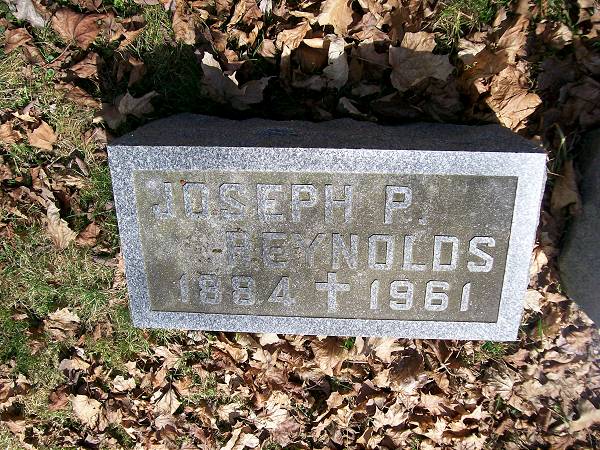 JOSEPH P.
REYNOLDS
1884 ✝ 1961